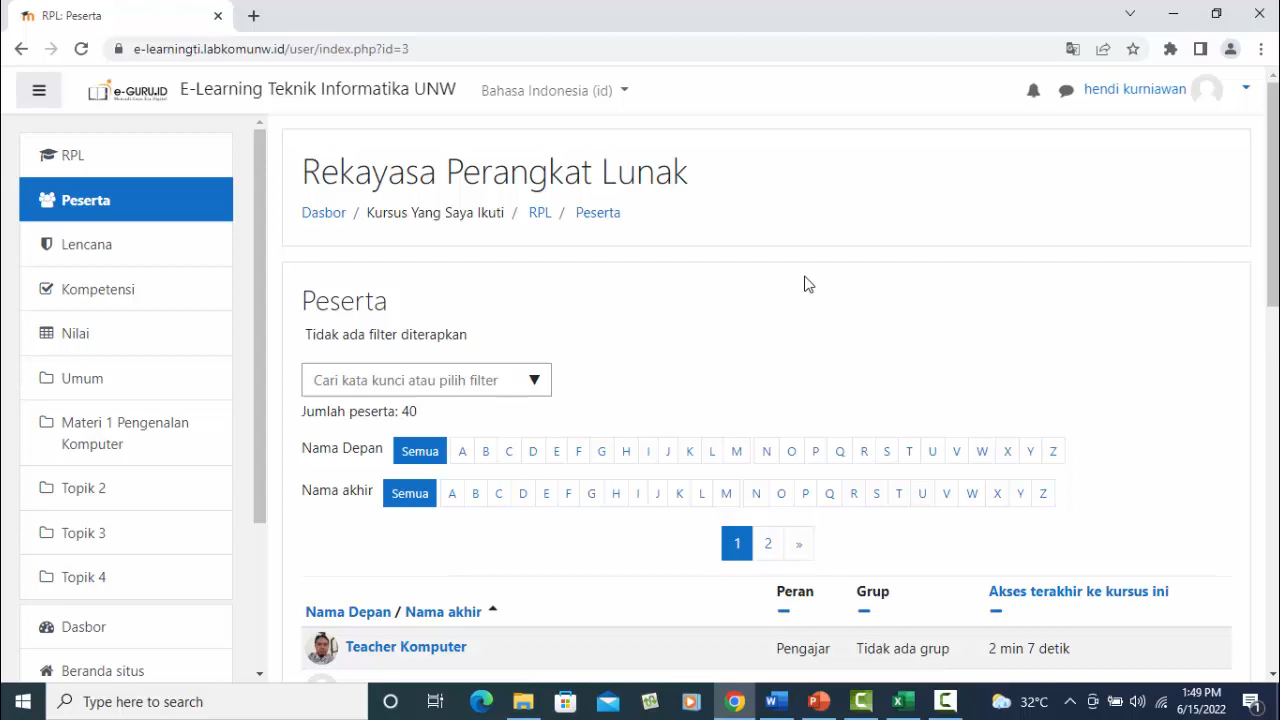 RPL: Peserta
e-learningti.labkomunw.id/user/index.php?id=3
e-GURU.ID E-Learning Teknik Informatika UNW Bahasa Indonesia (id) hendi kurniawan
RPL
Peserta
Lencana
Kompetensi
Nilai
Umum
Materi 1 Pengenalan
Komputer
Topik 2
Topik 3
Topik 4
Dasbor
Beranda situs
Rekayasa Perangkat Lunak
Dasbor / Kursus Yang Saya Ikuti / RPL / Peserta
Peserta
Tidak ada filter diterapkan
Cari kata kunci atau pilih filter ▼
Jumlah peserta: 40
Nama Depan Semua A B C D E F G H I J K L M N O P Q R S T U V W X Y Z
Nama akhir Semua A B C D E F G H I J K L M N O P Q R S T U V W X Y Z
1 2 »
Nama Depan / Nama akhir Peran Grup Akses terakhir ke kursus ini
Teacher Komputer Pengajar Tidak ada grup 2 min 7 detik
Type here to search 32°C 1:49 PM
6/15/2022 1